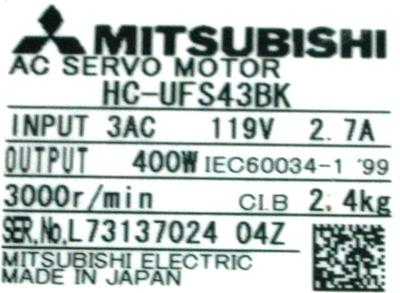 MITSUBISHI
AC SERVO MOTOR
HC-UFS43BK
INPUT 3AC 119V 2.7A
OUTPUT 400W IEC60034-1 '99
3000r/min CI.B 2.4kg
SER.No.L73137024 04Z
MITSUBISHI ELECTRIC
MADE IN JAPAN